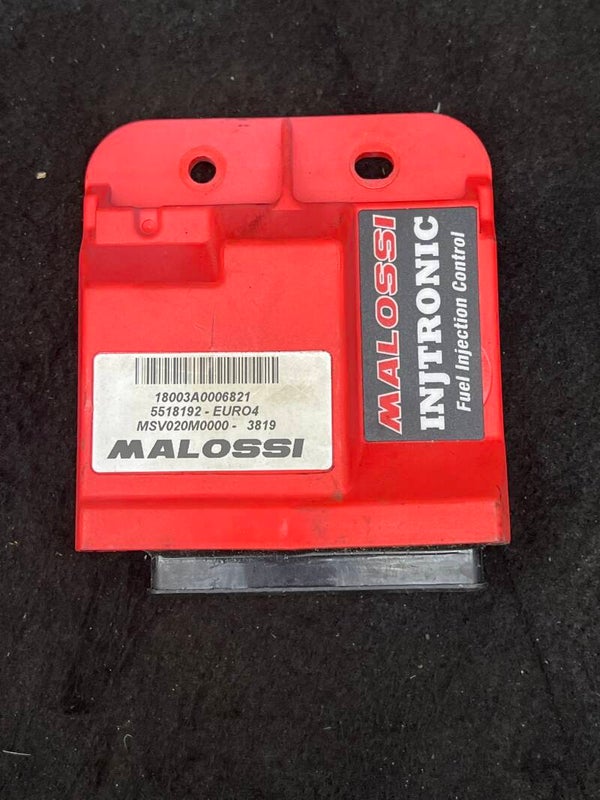 MALOSSI
INJTRONIC
Fuel Injection Control
18003A0006821
5518192 - EURO4
MSV020M0000 - 3819
MALOSSI